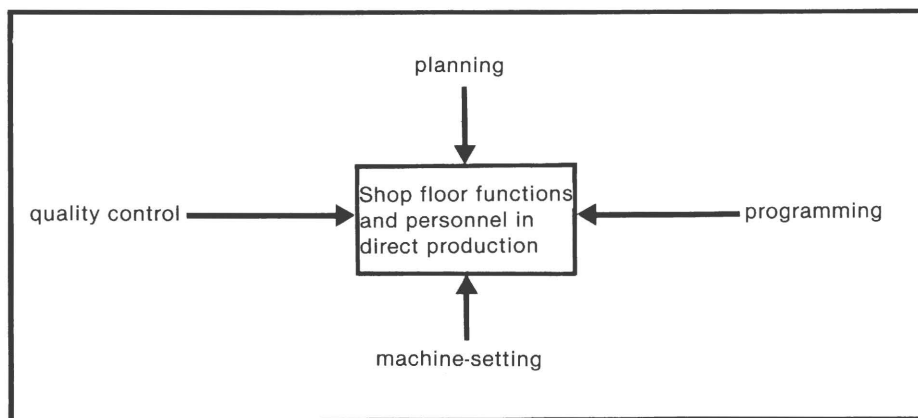 planning
Shop floor functions
and personnel in
direct production
quality control
programming
machine-setting